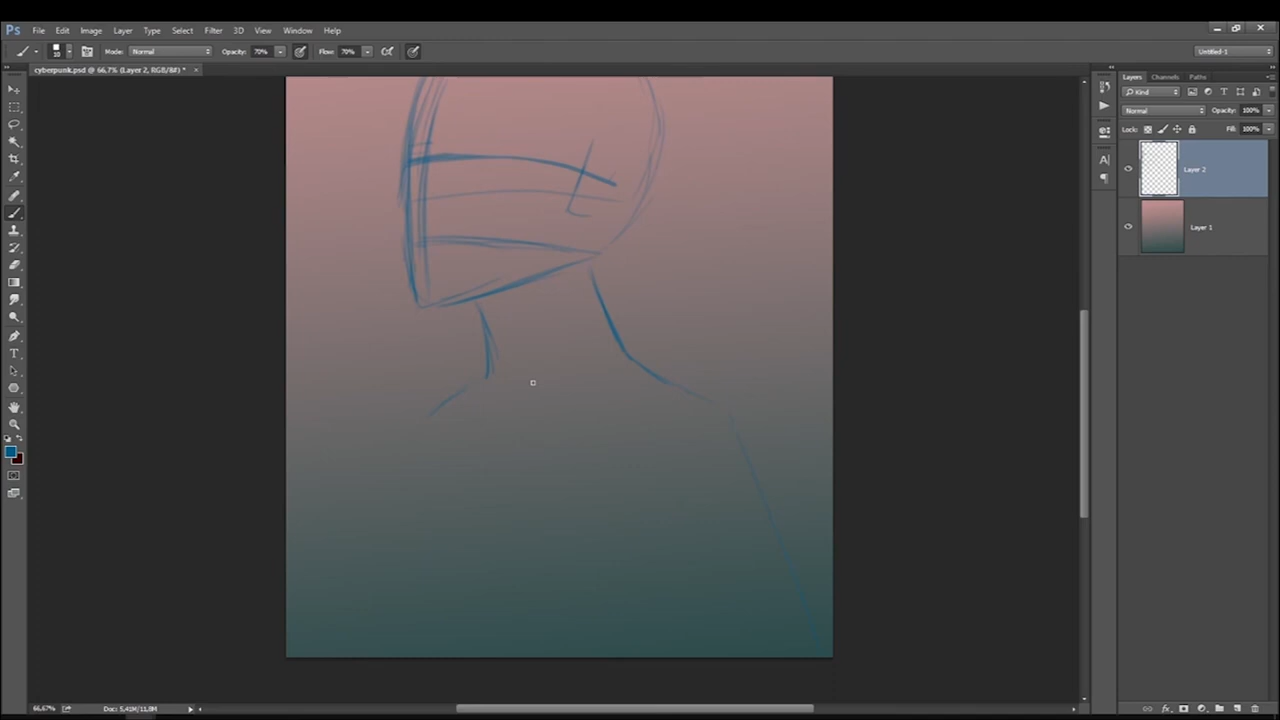 Ps File Edit Image Layer Type Select Filter 3D View Window Help
Mode: Normal Opacity: 70% Flow: 70% Untitled-1
10
cyberpunk.psd @ 66,7% (Layer 2, RGB/8#) * ×
Layers Channels Paths
Kind
Normal Opacity: 100%
Lock: Fill: 100%
Layer 2
Layer 1
66,67% Doc: 5,41M/11,8M